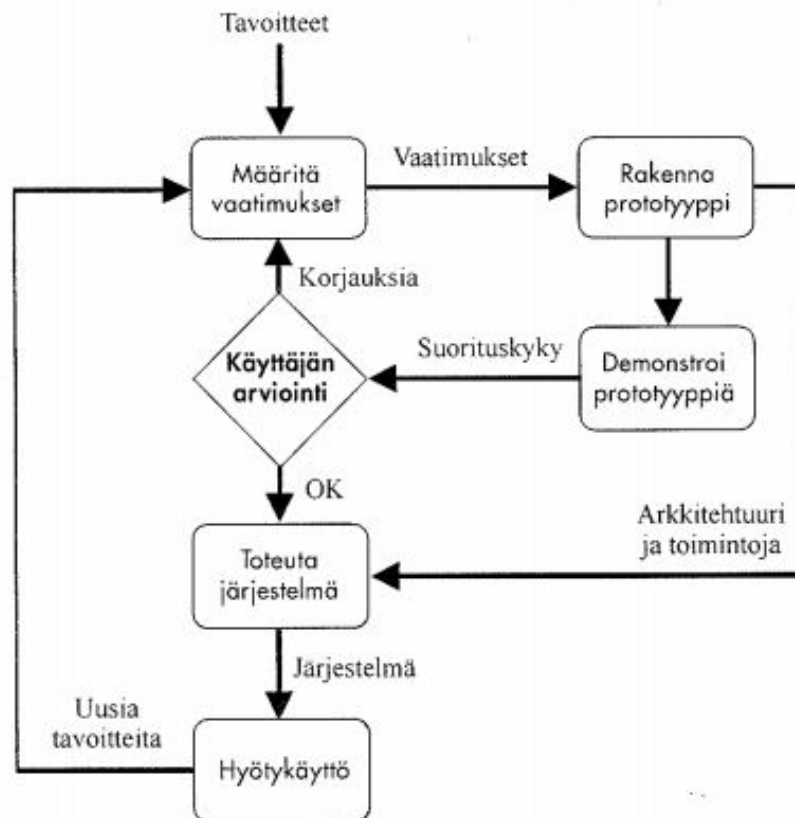 Tavoitteet
Määritä
vaatimukset
Vaatimukset
Rakenna
prototyyppi
Korjauksia
Käyttäjän
arviointi
Suorituskyky
Demonstroi
prototyyppiä
OK
Arkkitehtuuri
ja toimintoja
Toteuta
järjestelmä
Järjestelmä
Uusia
tavoitteita
Hyötykäyttö